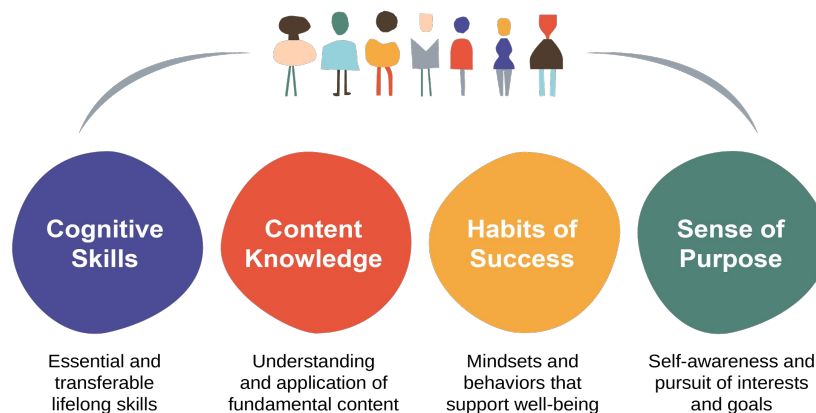 Cognitive
Skills
Content
Knowledge
Habits of
Success
Sense of
Purpose
Essential and
transferable
lifelong skills
Understanding
and application of
fundamental content
Mindsets and
behaviors that
support well-being
Self-awareness and
pursuit of interests
and goals